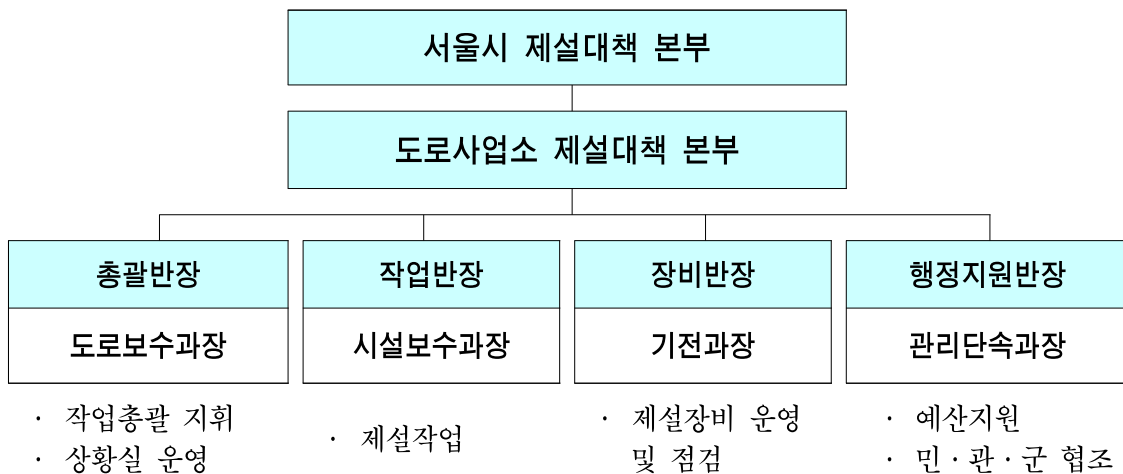 서울시 제설대책 본부
도로사업소 제설대책 본부
총괄반장
도로보수과장
· 작업총괄 지휘
· 상황실 운영
작업반장
시설보수과장
· 제설작업
장비반장
기전과장
· 제설장비 운영
및 점검
행정지원반장
관리단속과장
· 예산지원
· 민·관·군 협조